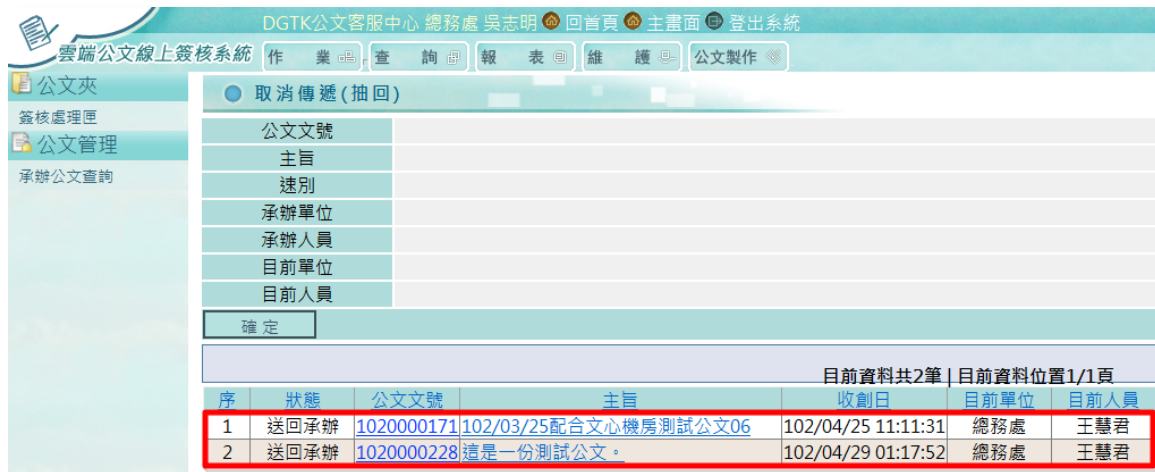 DGTK公文客服中心 總務處 吳志明 回首頁 主畫面 登出系統
雲端公文線上簽核系統 作 業 查 詢 報 表 維 護 公文製作
公文夾
簽核處理匣
公文管理
承辦公文查詢
取消傳遞(抽回)
公文文號
主旨
速別
承辦單位
承辦人員
目前單位
目前人員
確定
目前資料共2筆 | 目前資料位置1/1頁
序 狀態 公文文號 主旨 收創日 目前單位 目前人員
1 送回承辦 1020000171 102/03/25配合文心機房測試公文06 102/04/25 11:11:31 總務處 王慧君
2 送回承辦 1020000228 這是一份測試公文。 102/04/29 01:17:52 總務處 王慧君